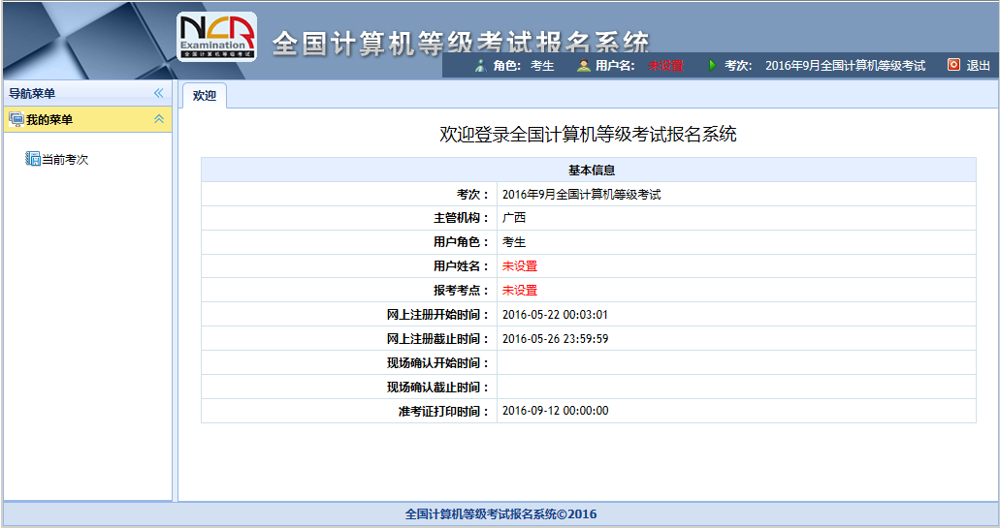 NCR
Examination
全国计算机等级考试
全国计算机等级考试报名系统
角色: 考生 用户名: 未设置 考次: 2016年9月全国计算机等级考试 退出
导航菜单
欢迎
我的菜单
当前考次
欢迎登录全国计算机等级考试报名系统
基本信息
考次： 2016年9月全国计算机等级考试
主管机构： 广西
用户角色： 考生
用户姓名： 未设置
报考考点： 未设置
网上注册开始时间： 2016-05-22 00:03:01
网上注册截止时间： 2016-05-26 23:59:59
现场确认开始时间：
现场确认截止时间：
准考证打印时间： 2016-09-12 00:00:00
全国计算机等级考试报名系统©2016